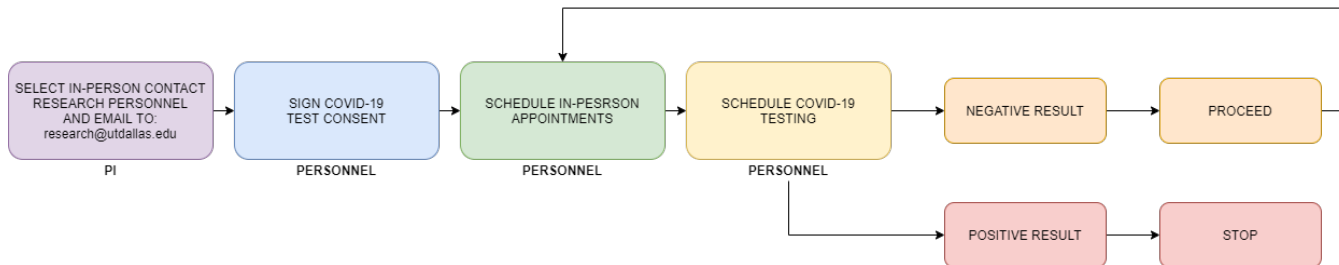 SELECT IN-PERSON CONTACT
RESEARCH PERSONNEL
AND EMAIL TO:
research@utdallas.edu
PI
SIGN COVID-19
TEST CONSENT
PERSONNEL
SCHEDULE IN-PESRSON
APPOINTMENTS
PERSONNEL
SCHEDULE COVID-19
TESTING
PERSONNEL
NEGATIVE RESULT
PROCEED
POSITIVE RESULT
STOP